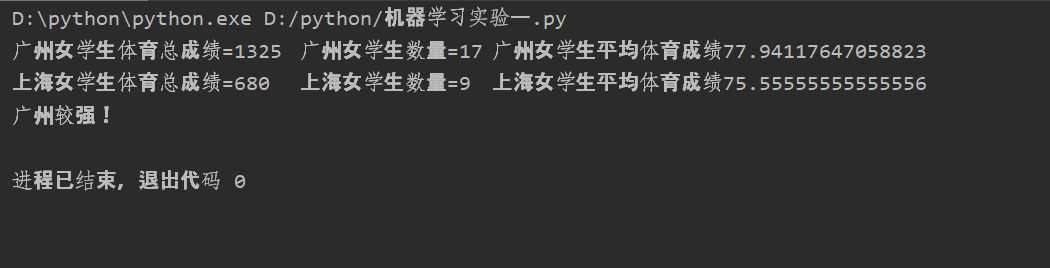 D:\python\python.exe D:/python/机器学习实验一.py
广州女学生体育总成绩=1325 广州女学生数量=17 广州女学生平均体育成绩77.94117647058823
上海女学生体育总成绩=680 上海女学生数量=9 上海女学生平均体育成绩75.55555555555556
广州较强！
进程已结束，退出代码 0